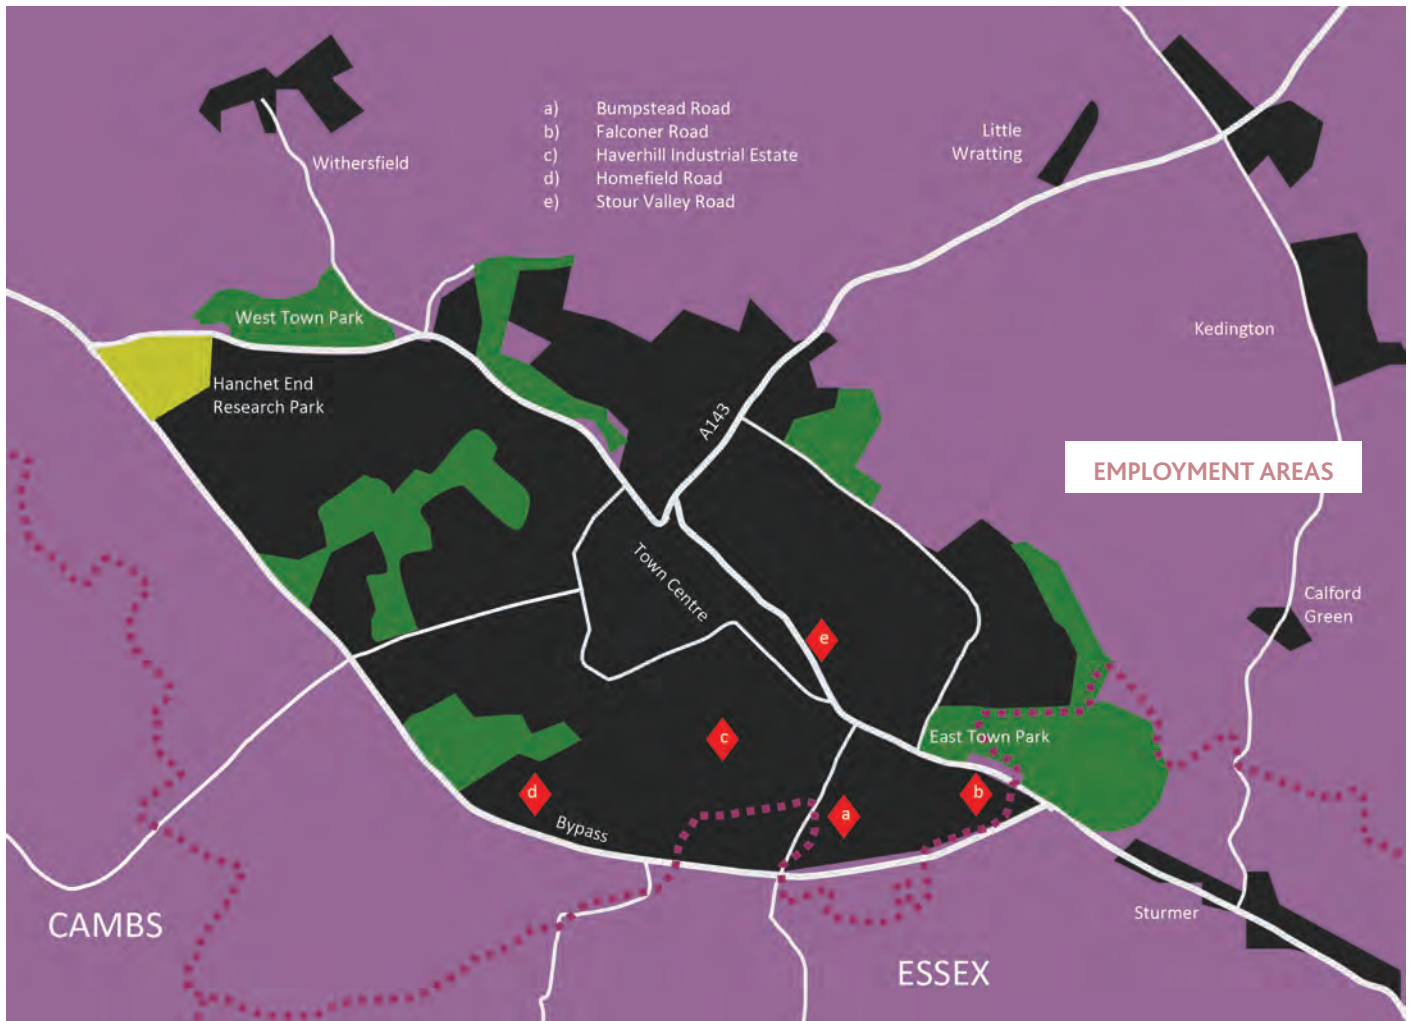 a) Bumpstead Road
b) Falconer Road
c) Haverhill Industrial Estate
d) Homefield Road
e) Stour Valley Road
Little
Wratting
Withersfield
West Town Park
Kedington
Hanchet End
Research Park
A143
EMPLOYMENT AREAS
Town Centre
Calford
Green
e
East Town Park
c
d
b
a
Bypass
Sturmer
CAMBS
ESSEX